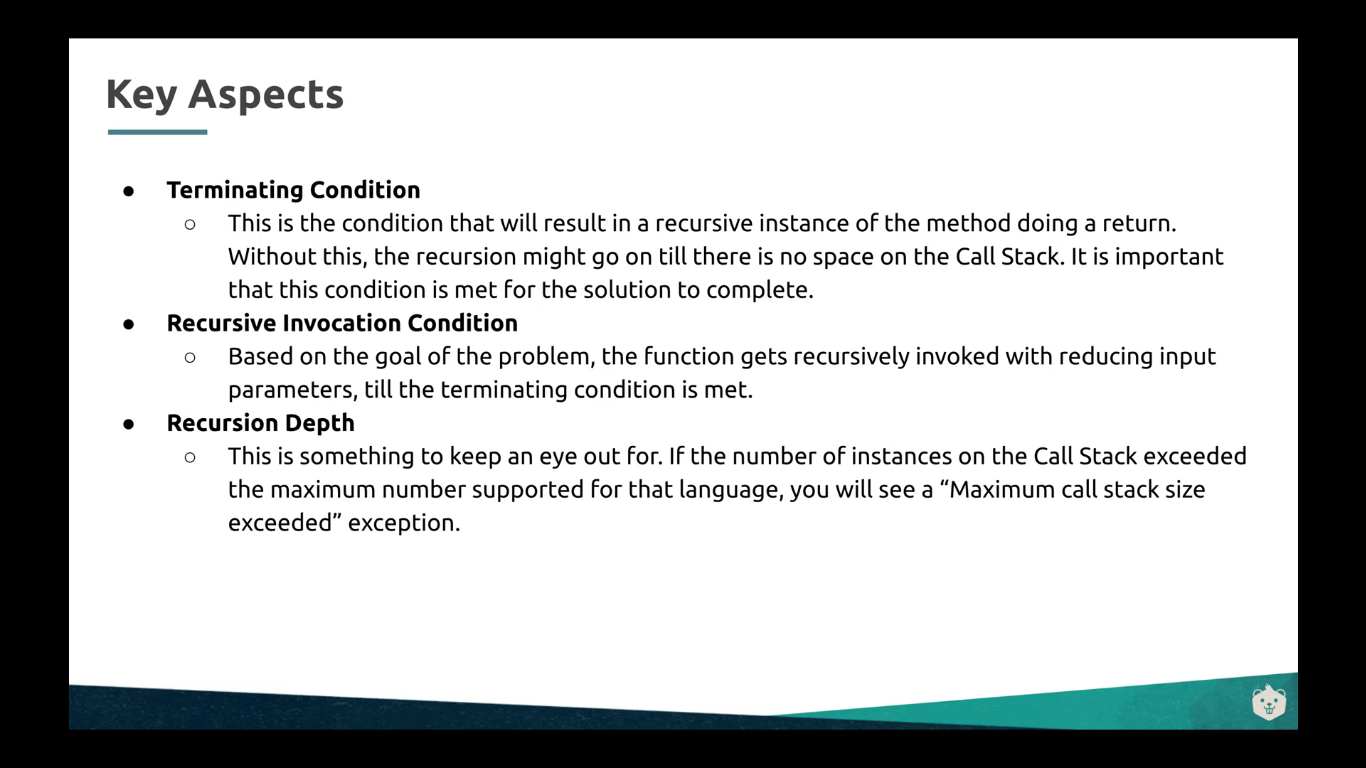 Key Aspects
● Terminating Condition
○ This is the condition that will result in a recursive instance of the method doing a return.
Without this, the recursion might go on till there is no space on the Call Stack. It is important
that this condition is met for the solution to complete.
● Recursive Invocation Condition
○ Based on the goal of the problem, the function gets recursively invoked with reducing input
parameters, till the terminating condition is met.
● Recursion Depth
○ This is something to keep an eye out for. If the number of instances on the Call Stack exceeded
the maximum number supported for that language, you will see a “Maximum call stack size
exceeded” exception.